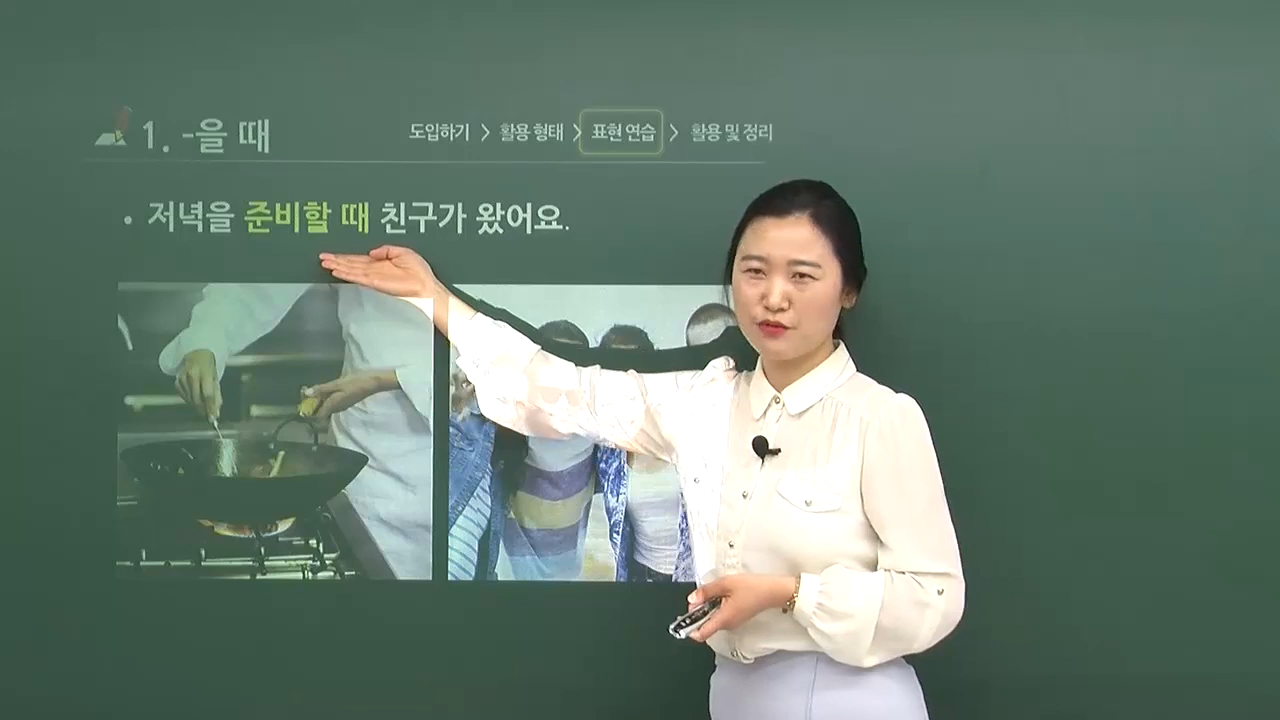 1. -을 때
도입하기 > 활용 형태 > 표현 연습 > 활용 및 정리
• 저녁을 준비할 때 친구가 왔어요.